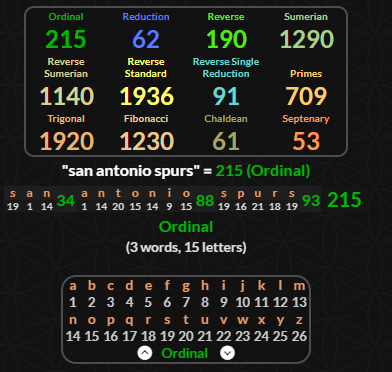 Ordinal Reduction Reverse Sumerian
215 62 190 1290
Reverse Sumerian Reverse Standard Reverse Single Reduction Primes
1140 1936 91 709
Trigonal Fibonacci Chaldean Septenary
1920 1230 61 53
"san antonio spurs" = 215 (Ordinal)
s a n 34 a n t o n i o 88 s p u r s 93 215
19 1 14 1 14 20 15 14 9 15 19 16 21 18 19
Ordinal
(3 words, 15 letters)
a b c d e f g h i j k l m
1 2 3 4 5 6 7 8 9 10 11 12 13
n o p q r s t u v w x y z
14 15 16 17 18 19 20 21 22 23 24 25 26
Ordinal